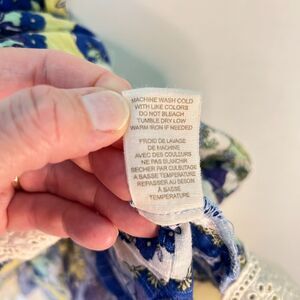 MACHINE WASH COLD
WITH LIKE COLORS
DO NOT BLEACH
TUMBLE DRY LOW
WARM IRON IF NEEDED
FROID DE LAVAGE
DE MACHINE
AVEC DES COULEURS
NE PAS BLANCHIR
SECHER PAR CULBUTAGE
A BASSE TEMPERATURE
REPASSER AU BESOIN
À BASSE
TEMPERATURE